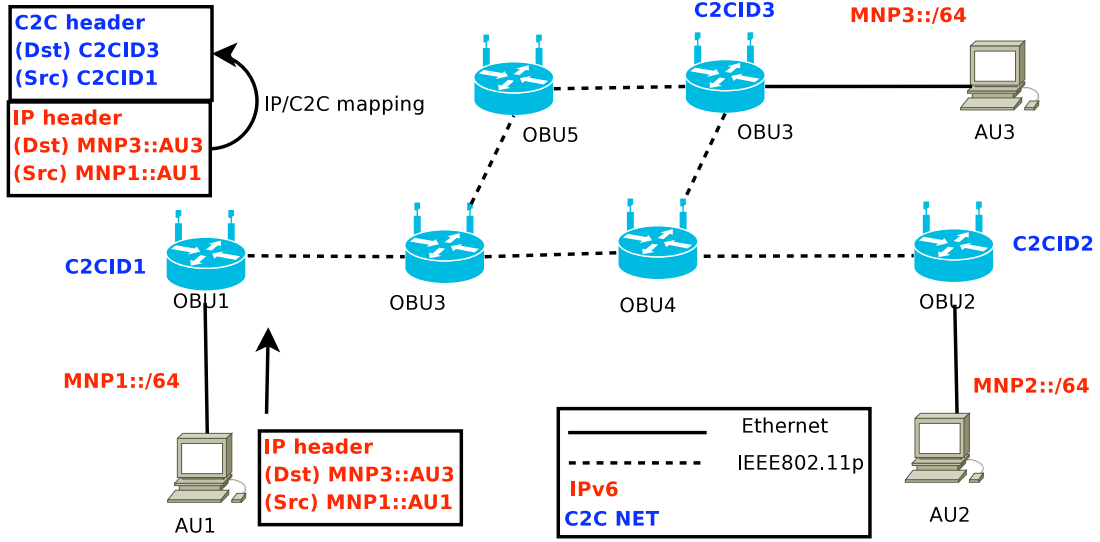 C2C header
(Dst) C2CID3
(Src) C2CID1
IP header
(Dst) MNP3::AU3
(Src) MNP1::AU1
IP/C2C mapping
C2CID3
MNP3::/64
OBU5
OBU3
AU3
C2CID1
OBU1
OBU3
OBU4
C2CID2
OBU2
MNP1::/64
MNP2::/64
AU1
IP header
(Dst) MNP3::AU3
(Src) MNP1::AU1
Ethernet
IEEE802.11p
IPv6
C2C NET
AU2